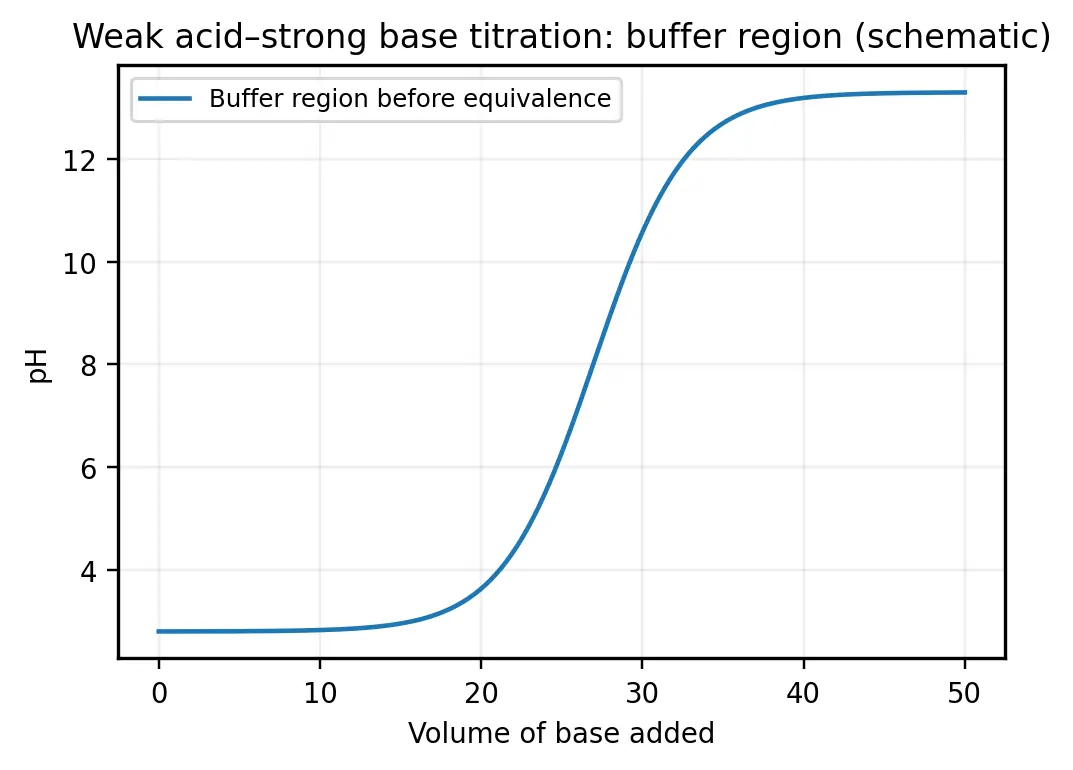 Weak acid–strong base titration: buffer region (schematic)
Buffer region before equivalence
12
10
8
6
4
pH
0 10 20 30 40 50
Volume of base added